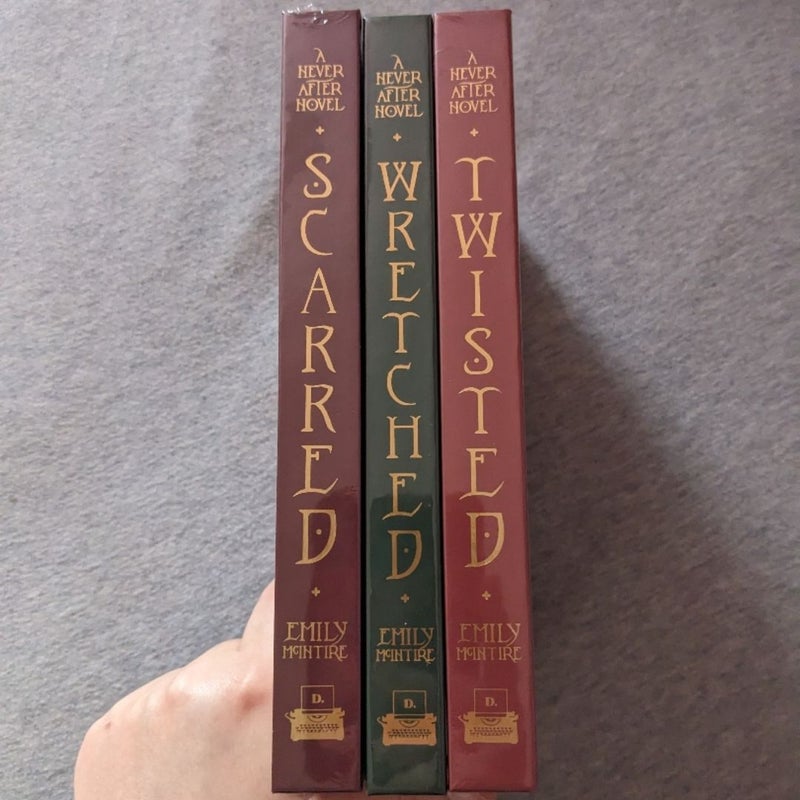 A
NEVER
AFTER
NOVEL
SCARRED
EMILY
MCINTIRE
D.
A
NEVER
AFTER
NOVEL
WRETCHED
EMILY
MCINTIRE
D.
A
NEVER
AFTER
NOVEL
TWISTED
EMILY
MCINTIRE
D.